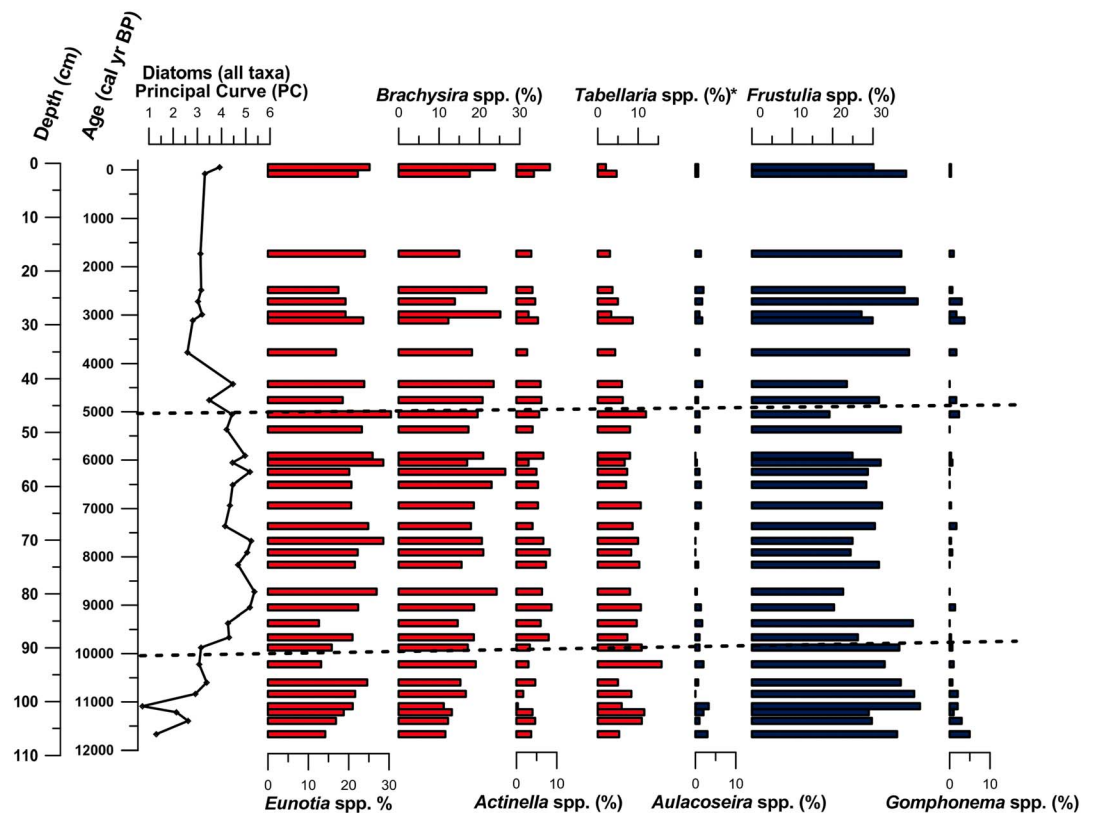 Depth (cm)
Age (cal yr BP)
Diatoms (all taxa)
Principal Curve (PC)
1 2 3 4 5 6
Brachysira spp. (%)
0 10 20 30
Tabellaria spp. (%)*
0 10
Frustulia spp. (%)
0 10 20 30
0
10
20
30
40
50
60
70
80
90
100
110
0
1000
2000
3000
4000
5000
6000
7000
8000
9000
10000
11000
12000
0 10 20 30
Eunotia spp. %
0 10
Actinella spp. (%)
0 10
Aulacoseira spp. (%)
0 10
Gomphonema spp. (%)